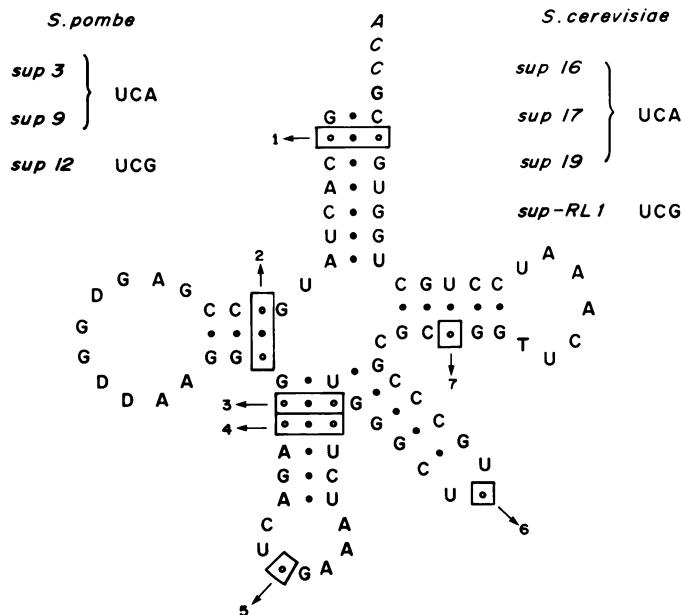 S. pombe
sup 3
sup 9
UCA
sup 12 UCG
S. cerevisiae
sup 16
sup 17
sup 19
UCA
sup-RL1 UCG
A
C
C
G
G C
1
C G
A U
C G
U G
A U
2
U
G
D G A G C C
G
G
D D A A G G
C G U C C U A A A
C U T G G C G C
7
G U
3
4
A U
G C
A U
C A
U A
G A
5
G C C C G U
G G G C U
6